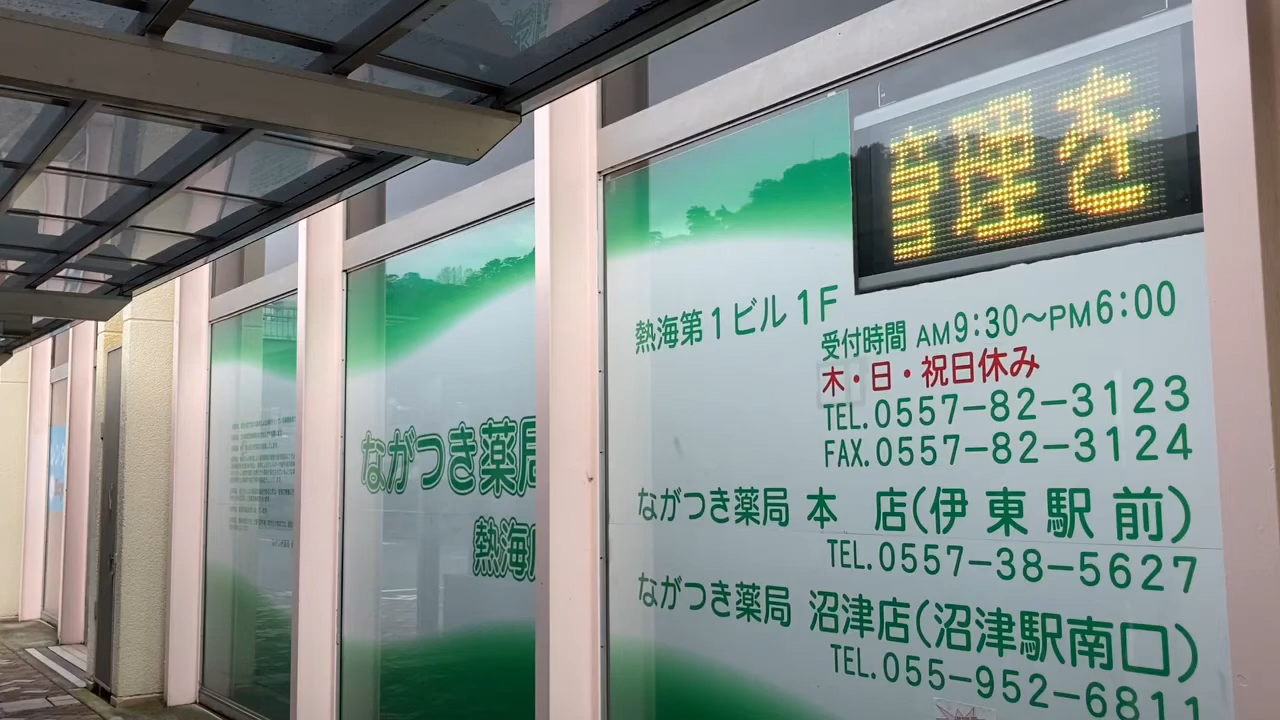 管理を
熱海第1ビル1F
受付時間 AM9:30〜PM6:00
木・日・祝日休み
TEL.0557-82-3123
FAX.0557-82-3124
ながつき薬局
熱海
ながつき薬局 本 店(伊東駅前)
TEL.0557-38-5627
ながつき薬局 沼津店(沼津駅南口)
TEL.055-952-6811